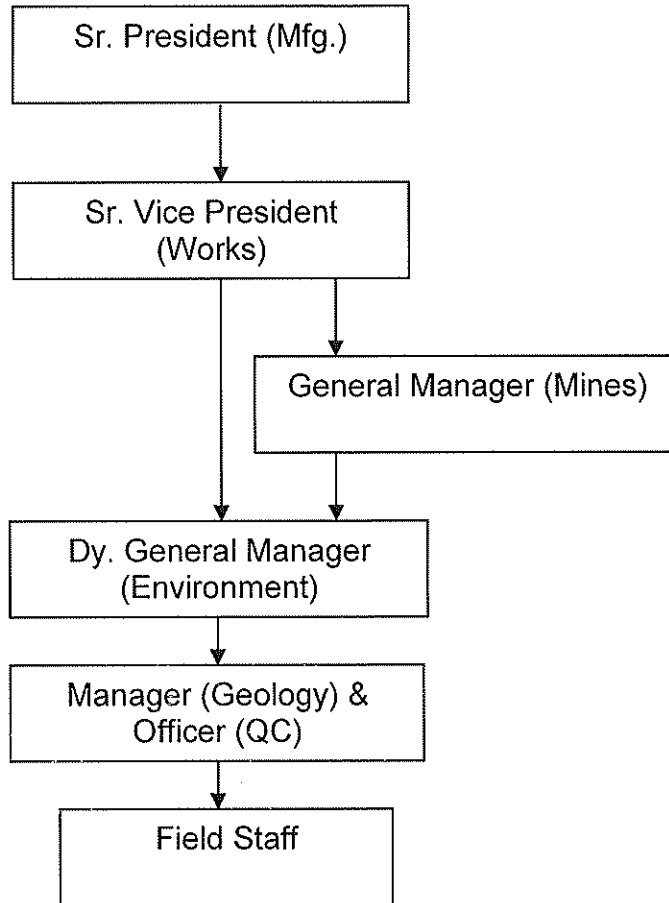 Sr. President (Mfg.)
Sr. Vice President
(Works)
General Manager (Mines)
Dy. General Manager
(Environment)
Manager (Geology) &
Officer (QC)
Field Staff